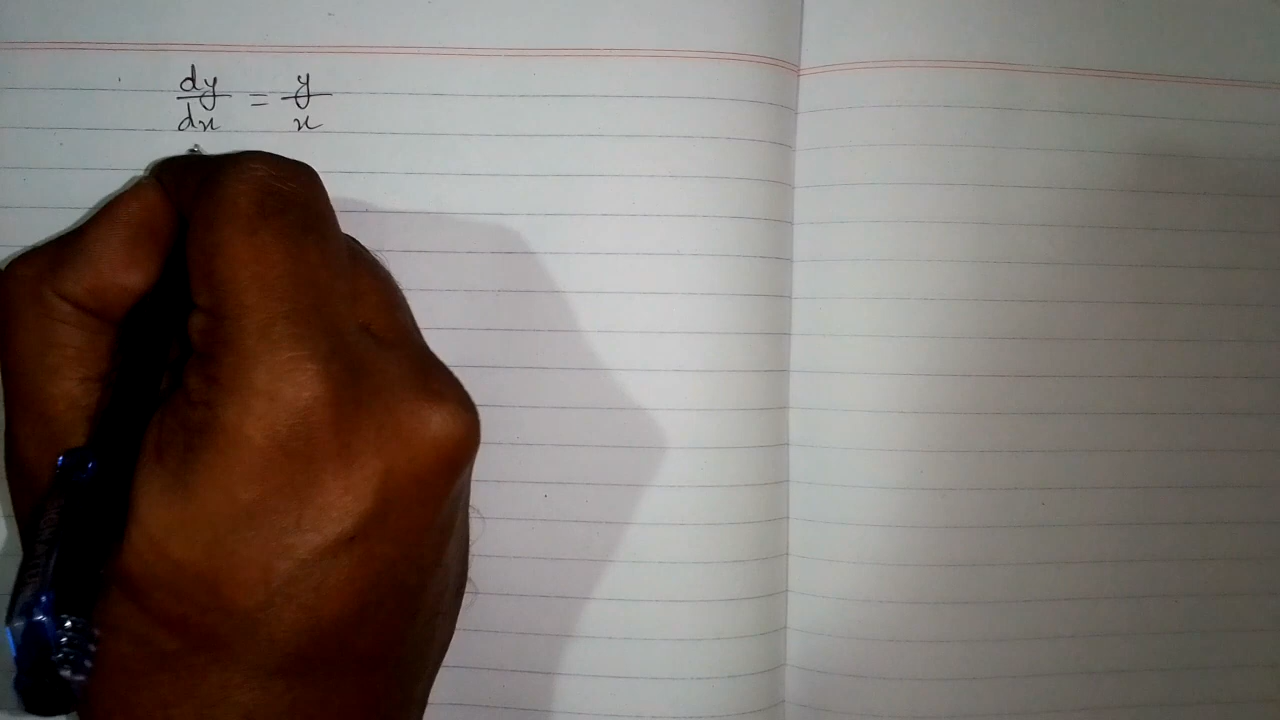 dy/dx = y/x